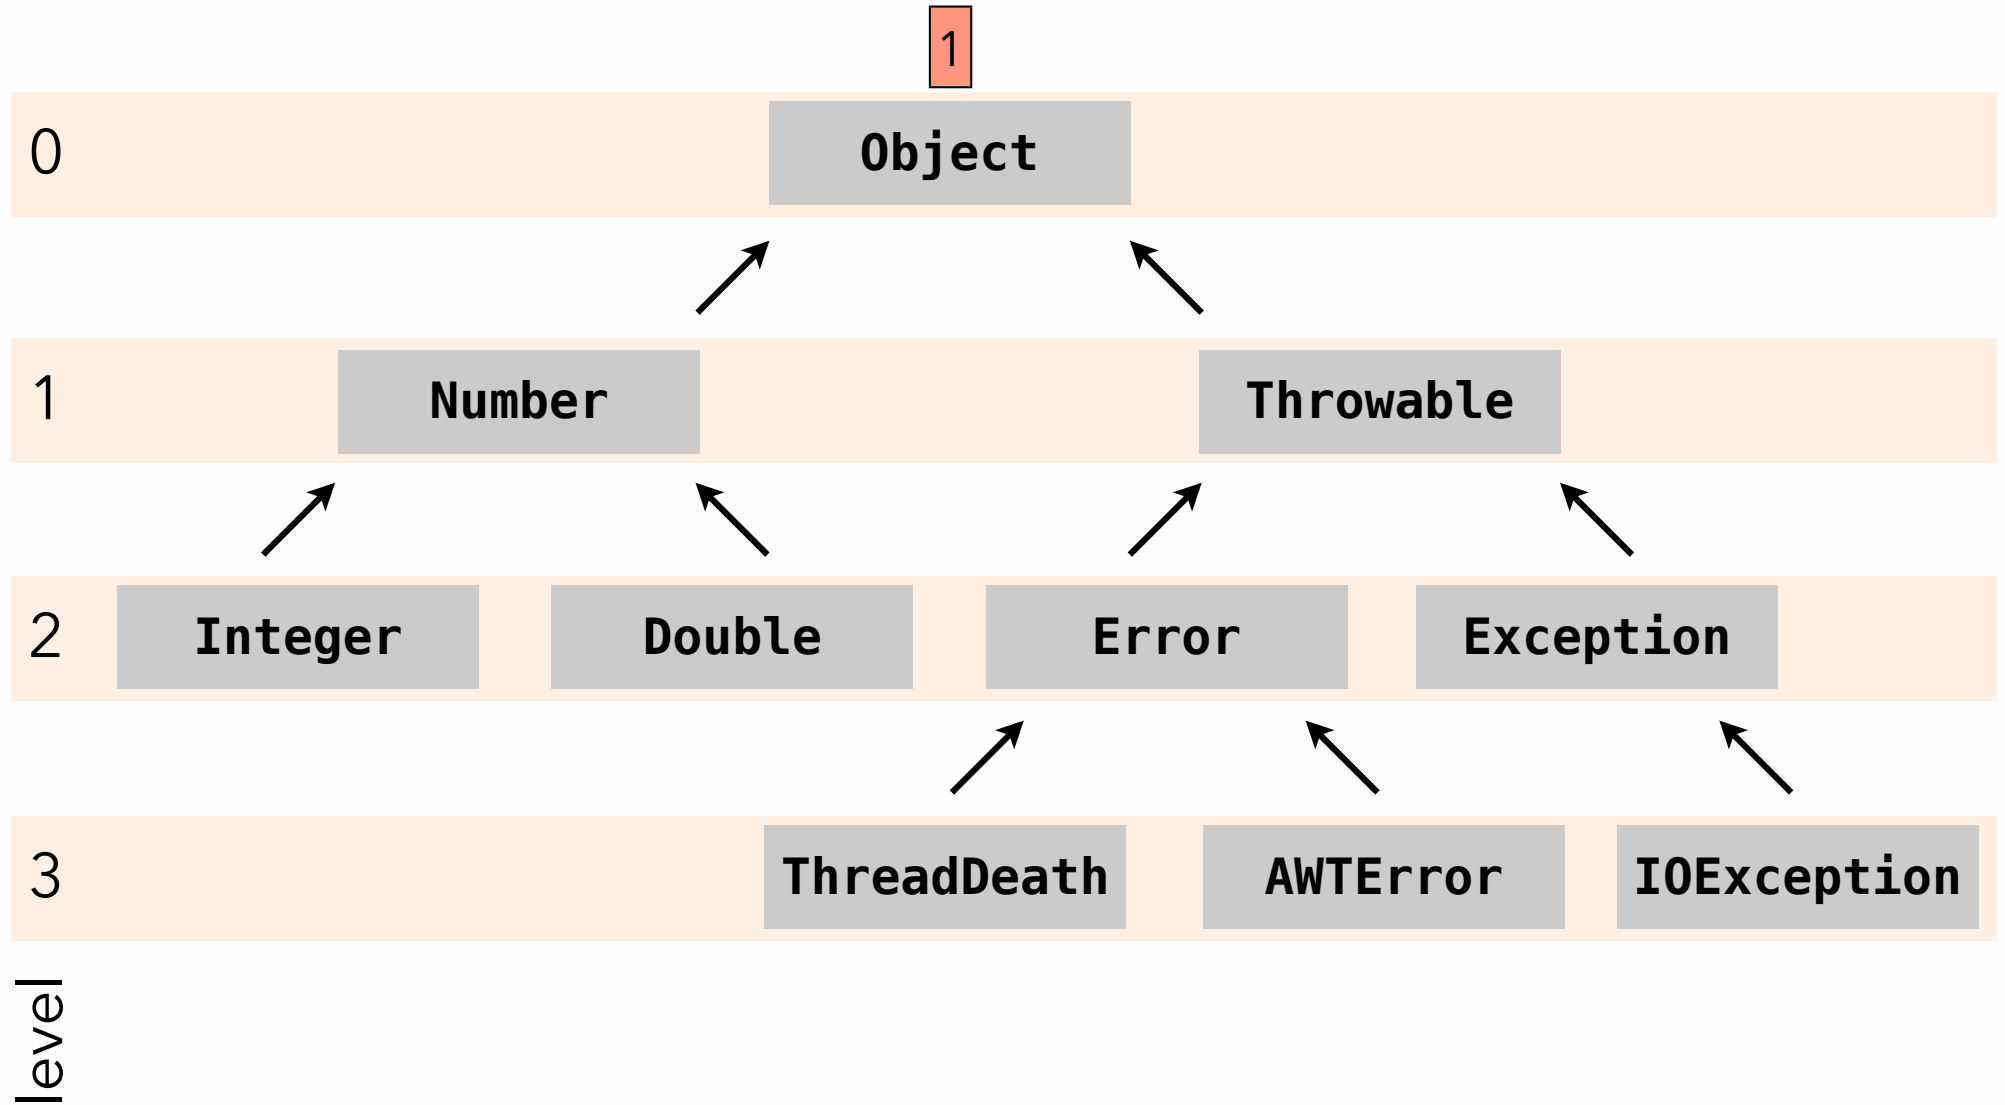 1
0
Object
1
Number
Throwable
2
Integer
Double
Error
Exception
3
ThreadDeath
AWTError
IOException
level